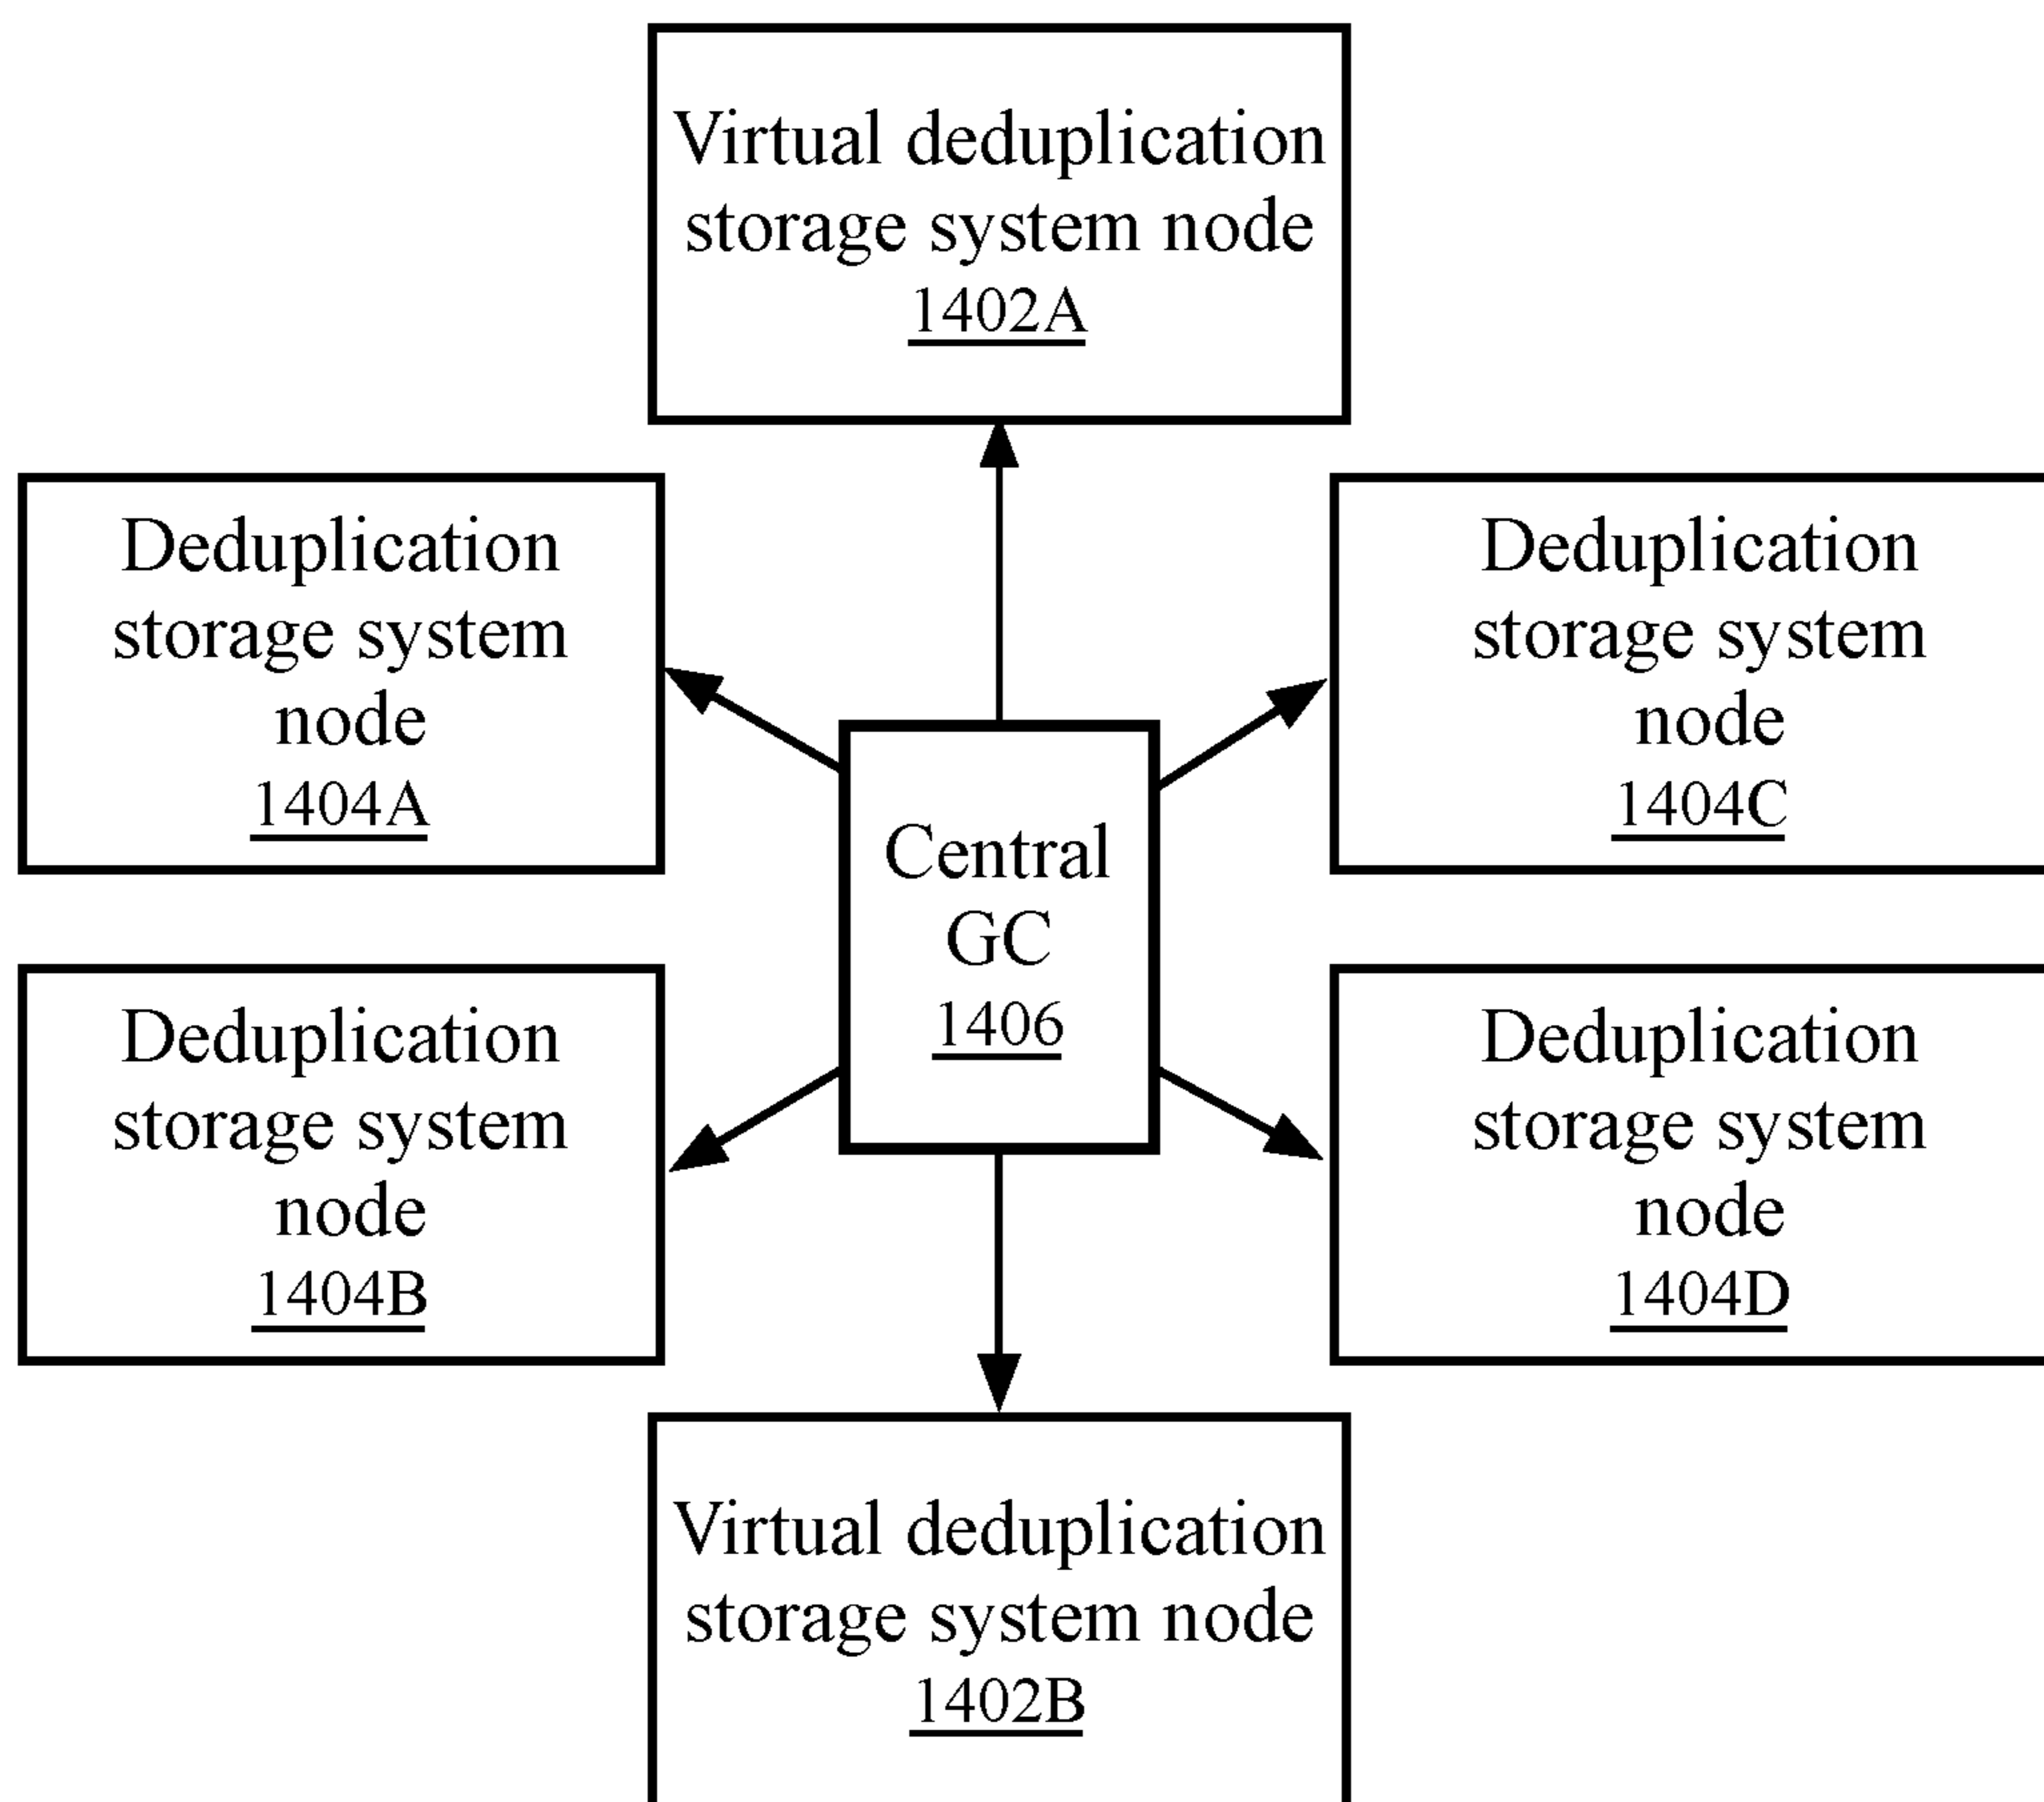 Virtual deduplication
storage system node
1402A
Deduplication
storage system
node
1404A
Deduplication
storage system
node
1404C
Central
GC
1406
Deduplication
storage system
node
1404B
Deduplication
storage system
node
1404D
Virtual deduplication
storage system node
1402B